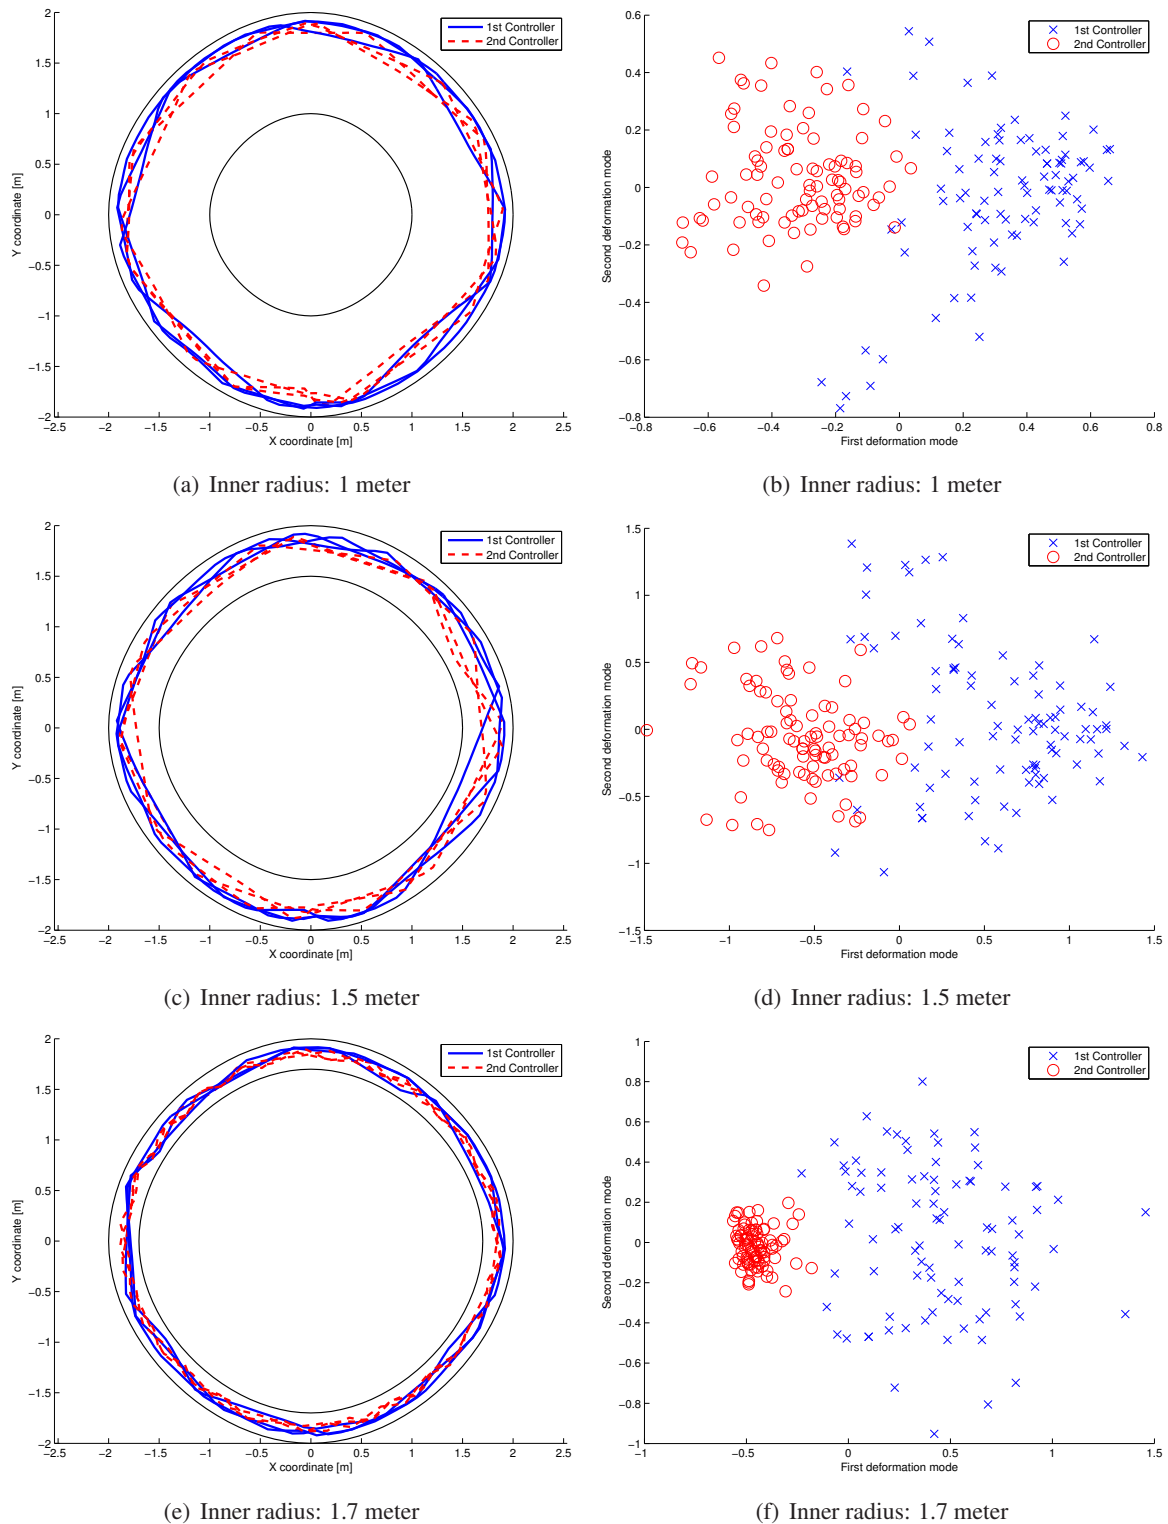 2
1.5
1
0.5
0
−0.5
−1
−1.5
−2
−2.5 −2 −1.5 −1 −0.5 0 0.5 1 1.5 2 2.5
X coordinate [m]
Y coordinate [m]
1st Controller
2nd Controller
0.6
0.4
0.2
0
−0.2
−0.4
−0.6
−0.8
−0.8 −0.6 −0.4 −0.2 0 0.2 0.4 0.6 0.8
First deformation mode
Second deformation mode
1st Controller
2nd Controller
(a) Inner radius: 1 meter
(b) Inner radius: 1 meter
2
1.5
1
0.5
0
−0.5
−1
−1.5
−2
−2.5 −2 −1.5 −1 −0.5 0 0.5 1 1.5 2 2.5
X coordinate [m]
Y coordinate [m]
1st Controller
2nd Controller
1.5
1
0.5
0
−0.5
−1
−1.5
−1.5 −1 −0.5 0 0.5 1 1.5
First deformation mode
Second deformation mode
1st Controller
2nd Controller
(c) Inner radius: 1.5 meter
(d) Inner radius: 1.5 meter
2
1.5
1
0.5
0
−0.5
−1
−1.5
−2
−2.5 −2 −1.5 −1 −0.5 0 0.5 1 1.5 2 2.5
X coordinate [m]
Y coordinate [m]
1st Controller
2nd Controller
1
0.8
0.6
0.4
0.2
0
−0.2
−0.4
−0.6
−0.8
−1
−1 −0.5 0 0.5 1 1.5
First deformation mode
Second deformation mode
1st Controller
2nd Controller
(e) Inner radius: 1.7 meter
(f) Inner radius: 1.7 meter